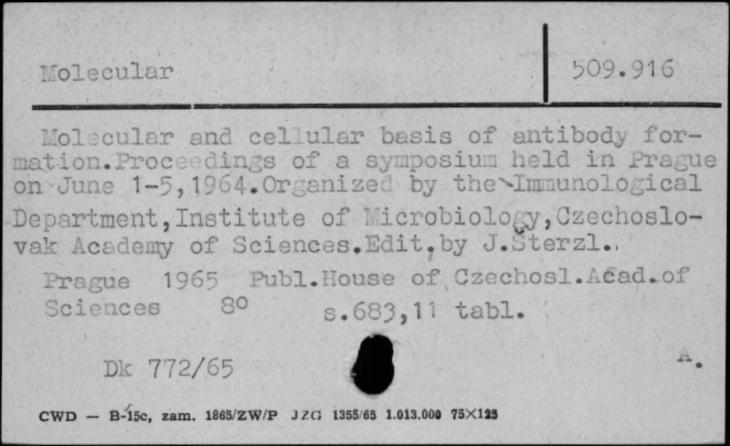 Molecular
509.916
Molecular and cellular basis of antibody for-
mation.Proceedings of a symposium held in Prague
on June 1-5,1964.Organized by the Immunological
Department,Institute of Microbiology,Czechoslo-
vak Academy of Sciences.Edit.by J.Šterzl.
Prague 1965 Publ.House of Czechosl.Acad.of
Sciences 8° s.683,11 tabl.
Dk 772/65
A.
CWD — B-15c, zam. 1865/ZW/P JZG 1355/65 1.013.000 75X125